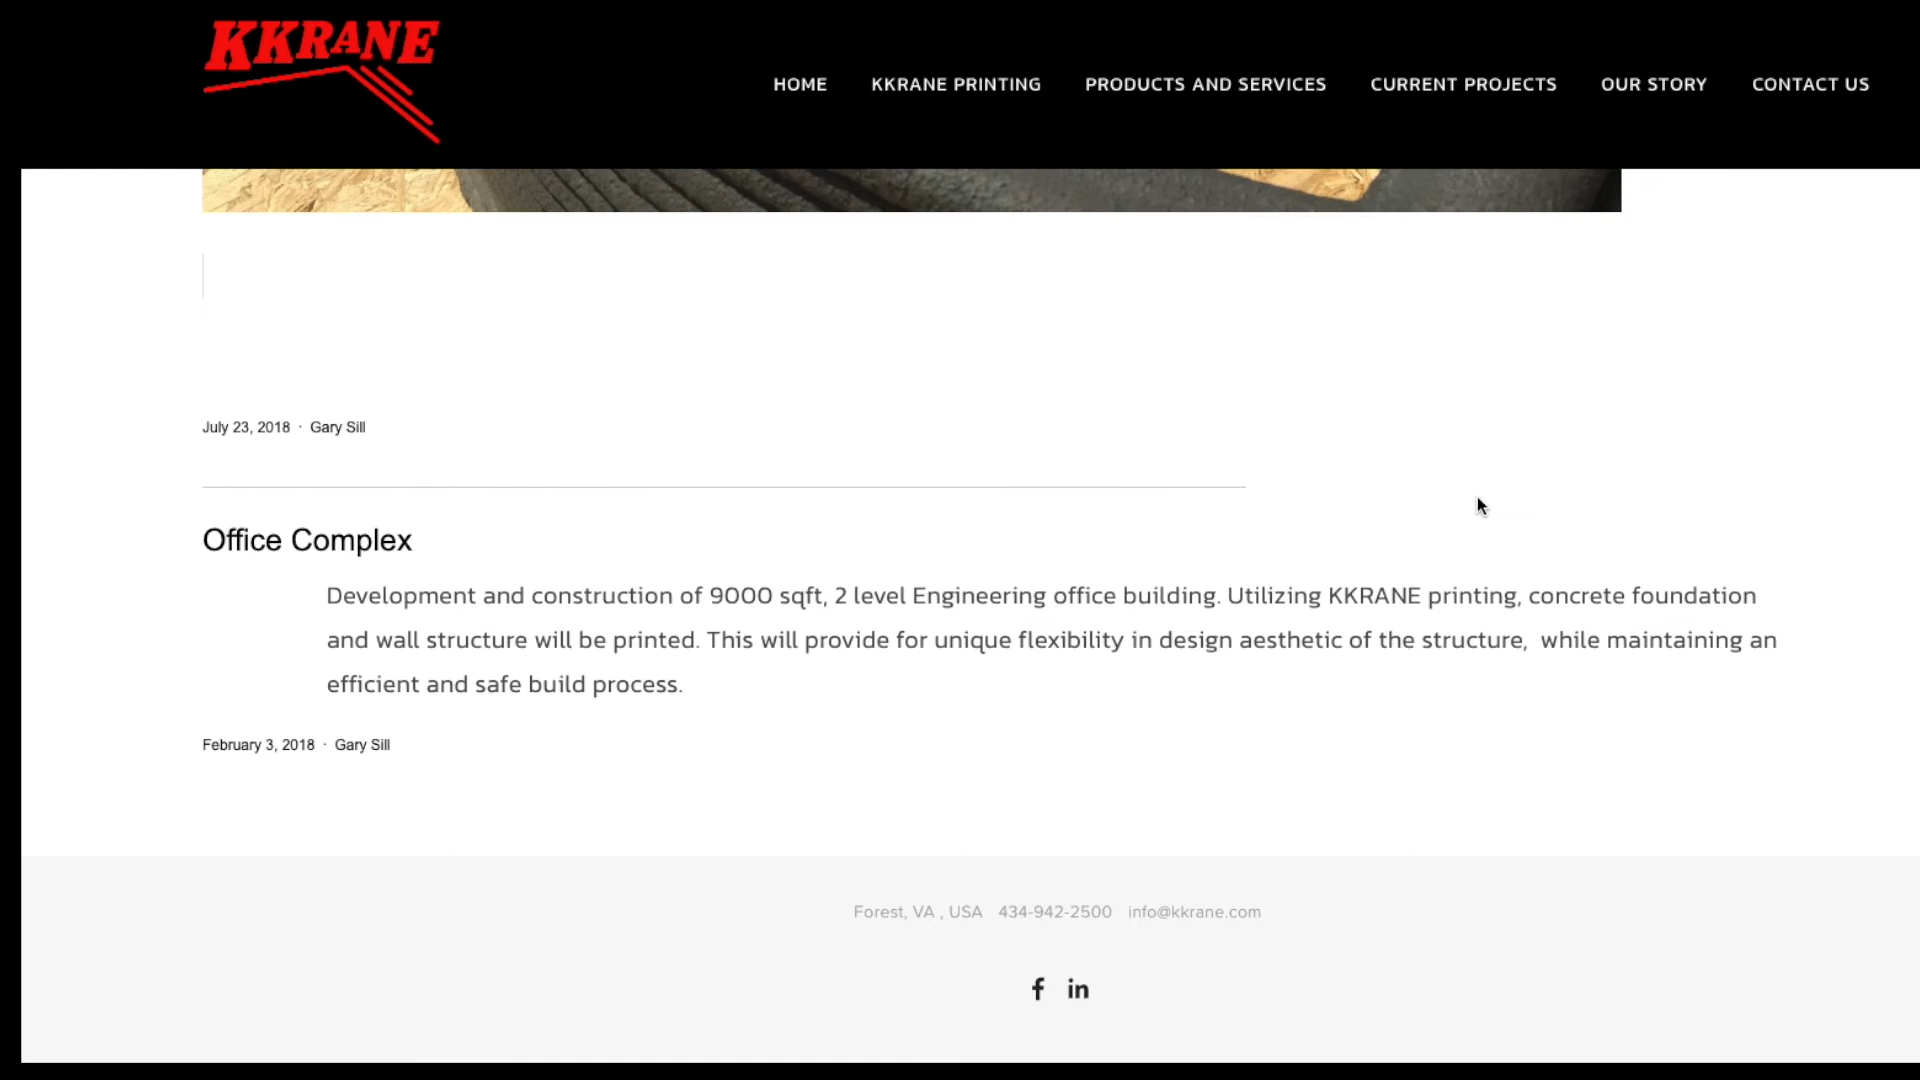 KKRANE
HOME KKRANE PRINTING PRODUCTS AND SERVICES CURRENT PROJECTS OUR STORY CONTACT US
July 23, 2018 · Gary Sill
Office Complex
Development and construction of 9000 sqft, 2 level Engineering office building. Utilizing KKRANE printing, concrete foundation
and wall structure will be printed. This will provide for unique flexibility in design aesthetic of the structure, while maintaining an
efficient and safe build process.
February 3, 2018 · Gary Sill
Forest, VA , USA 434-942-2500 info@kkrane.com
f in